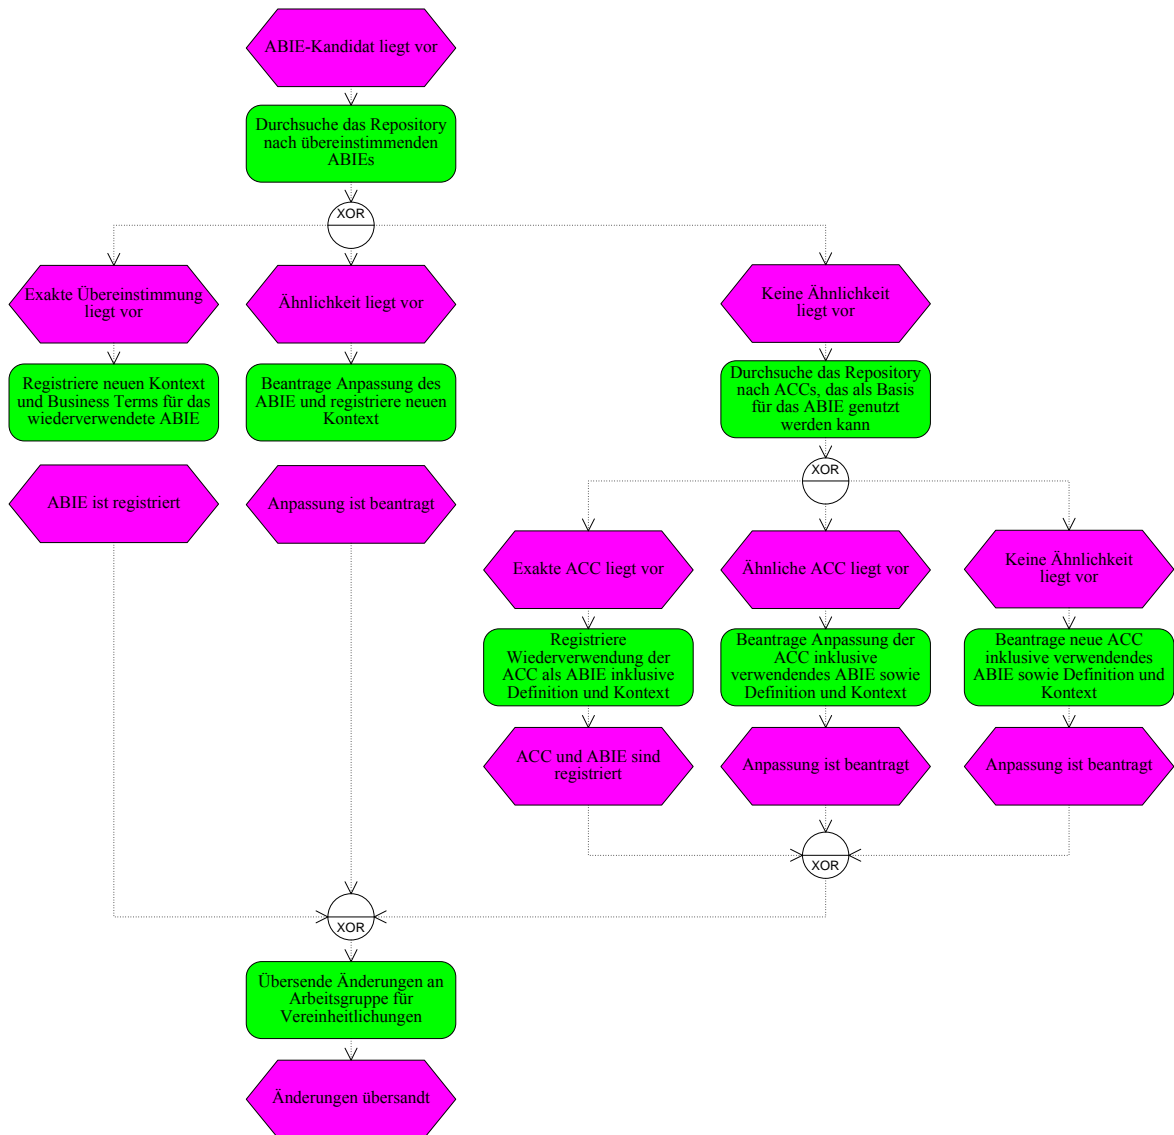 ABIE-Kandidat liegt vor
Durchsuche das Repository
nach übereinstimmenden
ABIEs
XOR
Exakte Übereinstimmung
liegt vor
Ähnlichkeit liegt vor
Keine Ähnlichkeit
liegt vor
Registriere neuen Kontext
und Business Terms für das
wiederverwendete ABIE
Beantrage Anpassung des
ABIE und registriere neuen
Kontext
Durchsuche das Repository
nach ACCs, das als Basis
für das ABIE genutzt
werden kann
XOR
ABIE ist registriert
Anpassung ist beantragt
Exakte ACC liegt vor
Ähnliche ACC liegt vor
Keine Ähnlichkeit
liegt vor
Registriere
Wiederverwendung der
ACC als ABIE inklusive
Definition und Kontext
Beantrage Anpassung der
ACC inklusive
verwendendes ABIE sowie
Definition und Kontext
Beantrage neue ACC
inklusive verwendendes
ABIE sowie Definition und
Kontext
ACC und ABIE sind
registriert
Anpassung ist beantragt
Anpassung ist beantragt
XOR
XOR
Übersende Änderungen an
Arbeitsgruppe für
Vereinheitlichungen
Änderungen übersandt